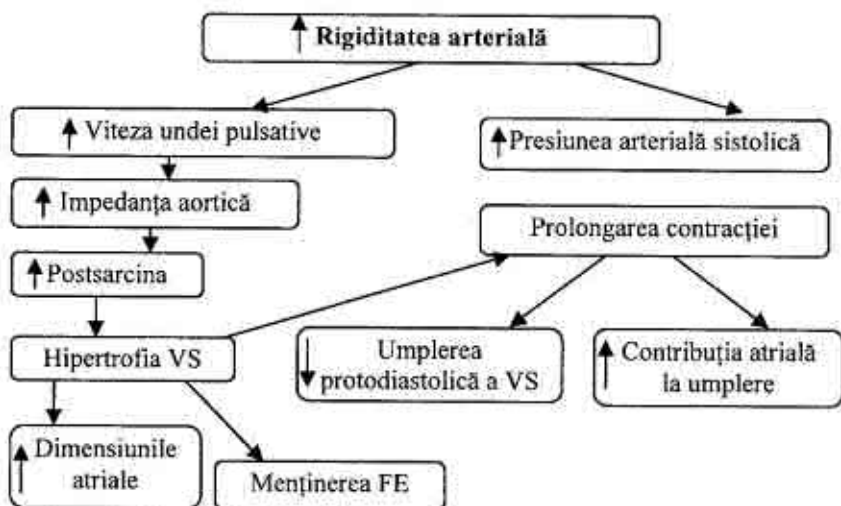 Rigiditatea arterială
Viteza undei pulsative
Presiunea arterială sistolică
Impedanța aortică
Prolongarea contracției
Postsarcina
Hipertrofia VS
Umplerea
protodiastolică a VS
Contribuția atrială
la umplere
Dimensiunile
atriale
Menținerea FE